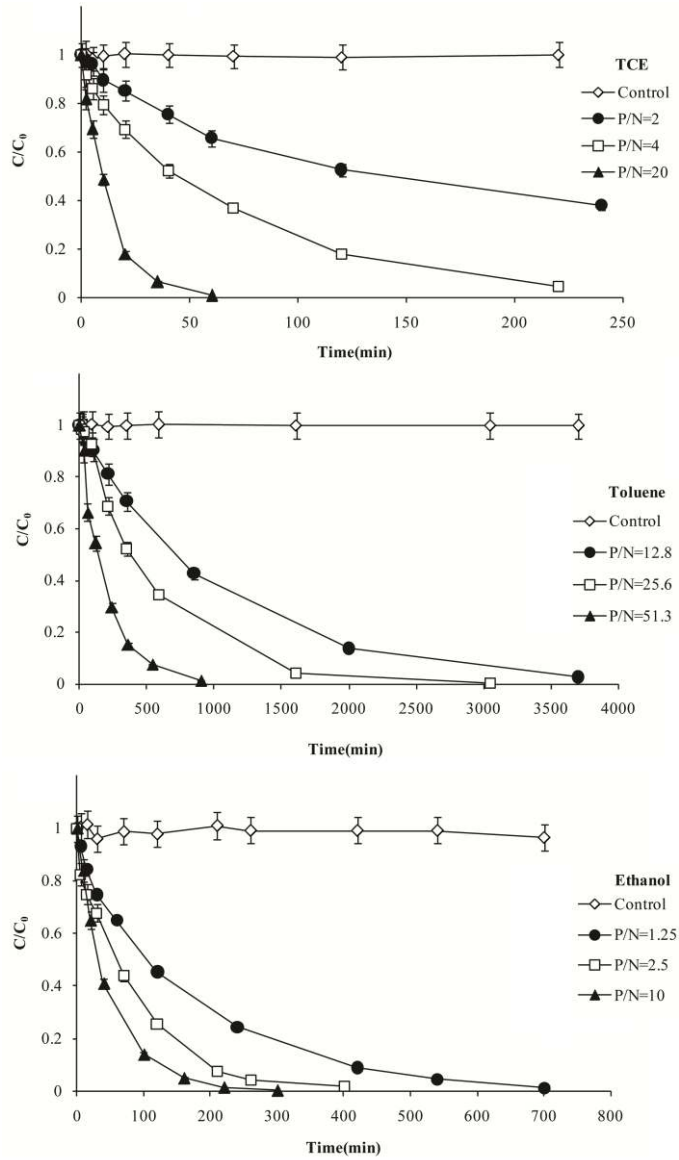 TCE
Control
P/N=2
P/N=4
P/N=20
C/C0
1
0.8
0.6
0.4
0.2
0
0 50 100 150 200 250
Time(min)
Toluene
Control
P/N=12.8
P/N=25.6
P/N=51.3
C/C0
1
0.8
0.6
0.4
0.2
0
0 500 1000 1500 2000 2500 3000 3500 4000
Time(min)
Ethanol
Control
P/N=1.25
P/N=2.5
P/N=10
C/C0
1
0.8
0.6
0.4
0.2
0
0 100 200 300 400 500 600 700 800
Time(min)